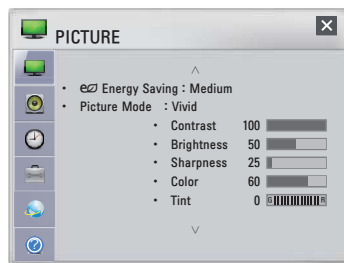 PICTURE
• Energy Saving : Medium
• Picture Mode : Vivid
• Contrast 100
• Brightness 50
• Sharpness 25
• Color 60
• Tint 0 G R